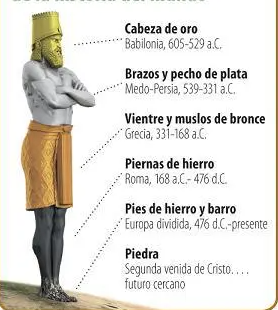 Cabeza de oro
Babilonia, 605-529 a.C.
Brazos y pecho de plata
Medo-Persia, 539-331 a.C.
Vientre y muslos de bronce
Grecia, 331-168 a.C.
Piernas de hierro
Roma, 168 a.C.- 476 d.C.
Pies de hierro y barro
Europa dividida, 476 d.C.-presente
Piedra
Segunda venida de Cristo. . . .
futuro cercano